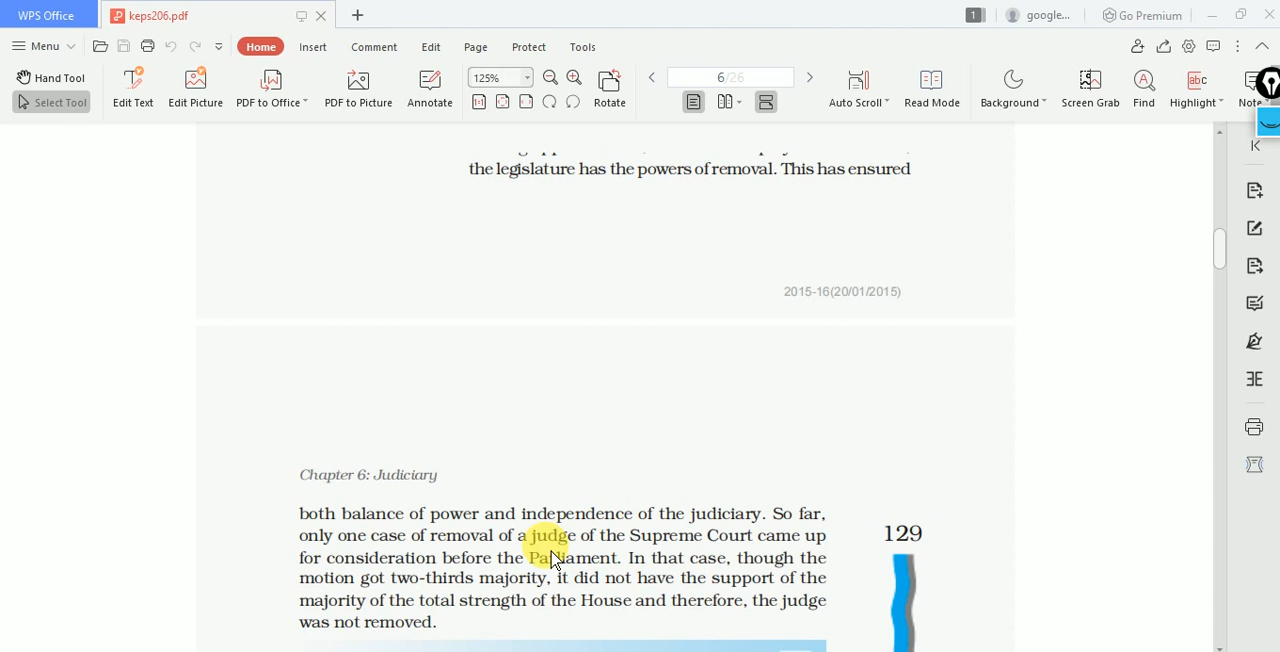 WPS Office
keps206.pdf
1
google...
Go Premium
Menu
Home
Insert
Comment
Edit
Page
Protect
Tools
Hand Tool
Select Tool
Edit Text
Edit Picture
PDF to Office
PDF to Picture
Annotate
125%
6/26
Rotate
Auto Scroll
Read Mode
Background
Screen Grab
Find
Highlight
Note
the legislature has the powers of removal. This has ensured
2015-16(20/01/2015)
Chapter 6: Judiciary
both balance of power and independence of the judiciary. So far,
only one case of removal of a judge of the Supreme Court came up
for consideration before the Parliament. In that case, though the
motion got two-thirds majority, it did not have the support of the
majority of the total strength of the House and therefore, the judge
was not removed.
129